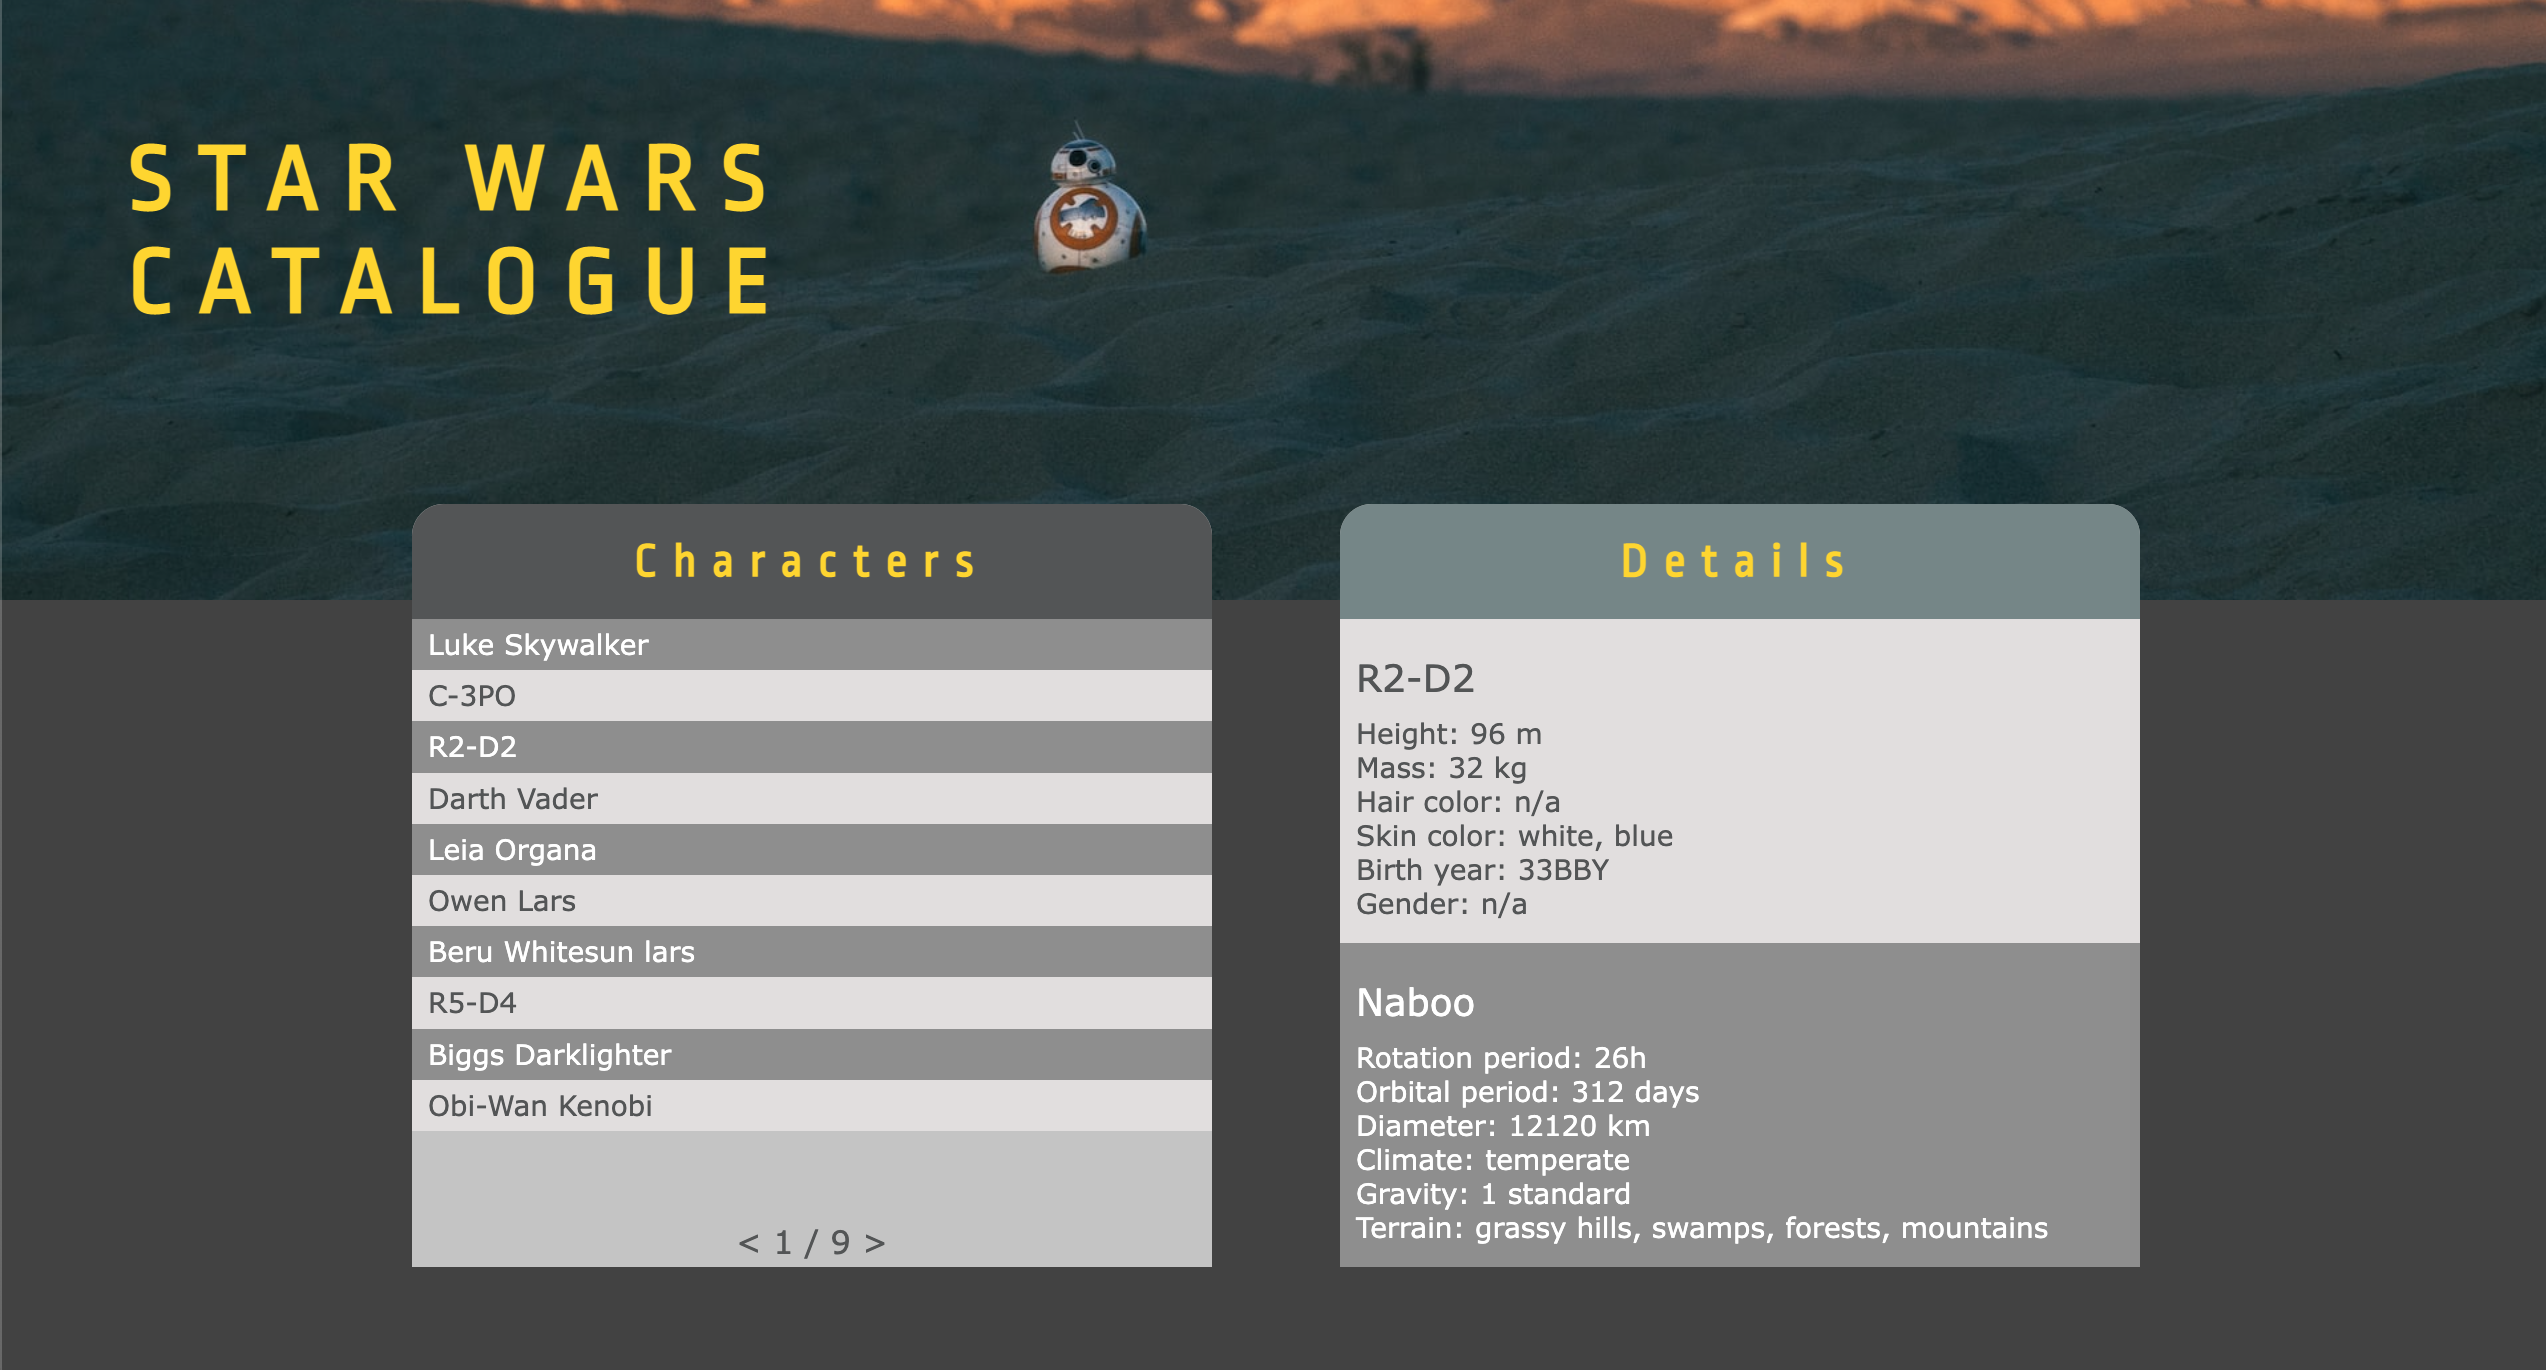 STAR WARS
CATALOGUE
Characters
Luke Skywalker
C-3PO
R2-D2
Darth Vader
Leia Organa
Owen Lars
Beru Whitesun lars
R5-D4
Biggs Darklighter
Obi-Wan Kenobi
< 1 / 9 >
Details
R2-D2
Height: 96 m
Mass: 32 kg
Hair color: n/a
Skin color: white, blue
Birth year: 33BBY
Gender: n/a
Naboo
Rotation period: 26h
Orbital period: 312 days
Diameter: 12120 km
Climate: temperate
Gravity: 1 standard
Terrain: grassy hills, swamps, forests, mountains